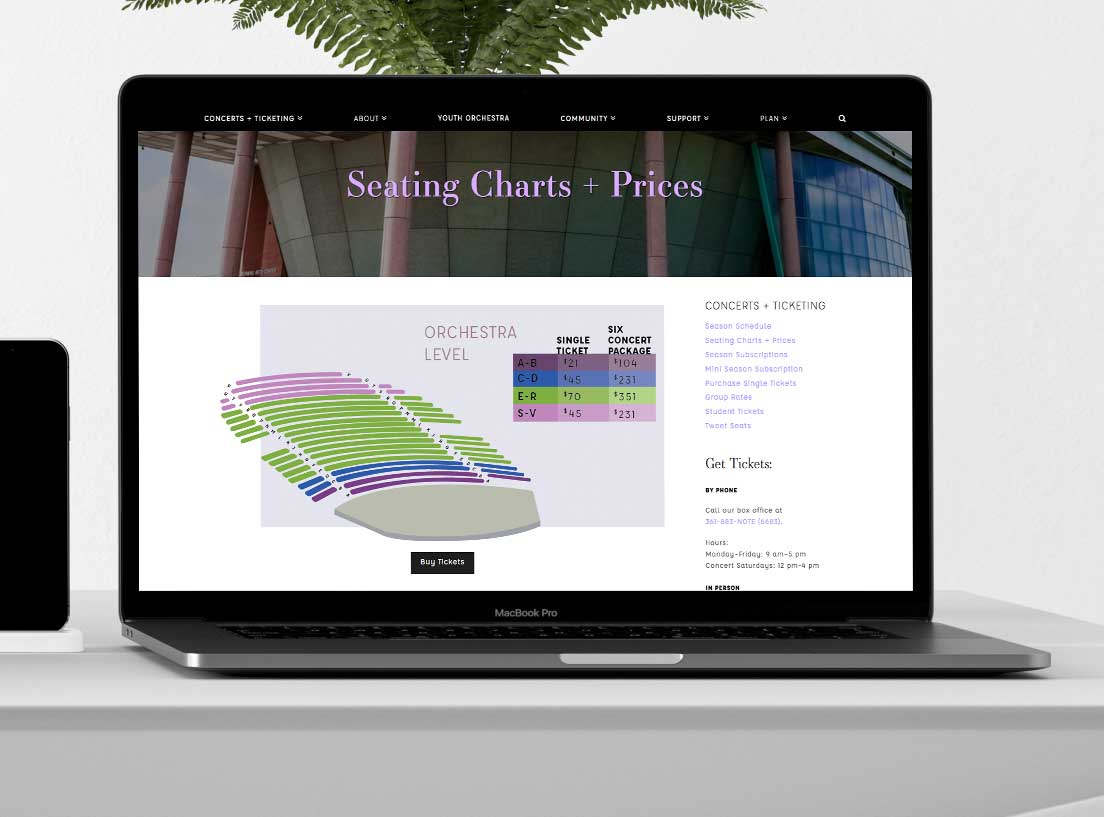 CONCERTS + TICKETING
ABOUT
YOUTH ORCHESTRA
COMMUNITY
SUPPORT
PLAN
Seating Charts + Prices
ORCHESTRA
LEVEL
SINGLE
TICKET
SIX
CONCERT
PACKAGE
A-B $21 $104
C-D $45 $231
E-R $70 $351
S-V $45 $231
Buy Tickets
CONCERTS + TICKETING
Season Schedule
Seating Charts + Prices
Season Subscriptions
Mini Season Subscription
Purchase Single Tickets
Group Rates
Student Tickets
Tweet Seats
Get Tickets:
BY PHONE
Call our box office at
361-883-NOTE (6683).
Hours:
Monday-Friday: 9 am-5 pm
Concert Saturdays: 12 pm-4 pm
IN PERSON
MacBook Pro